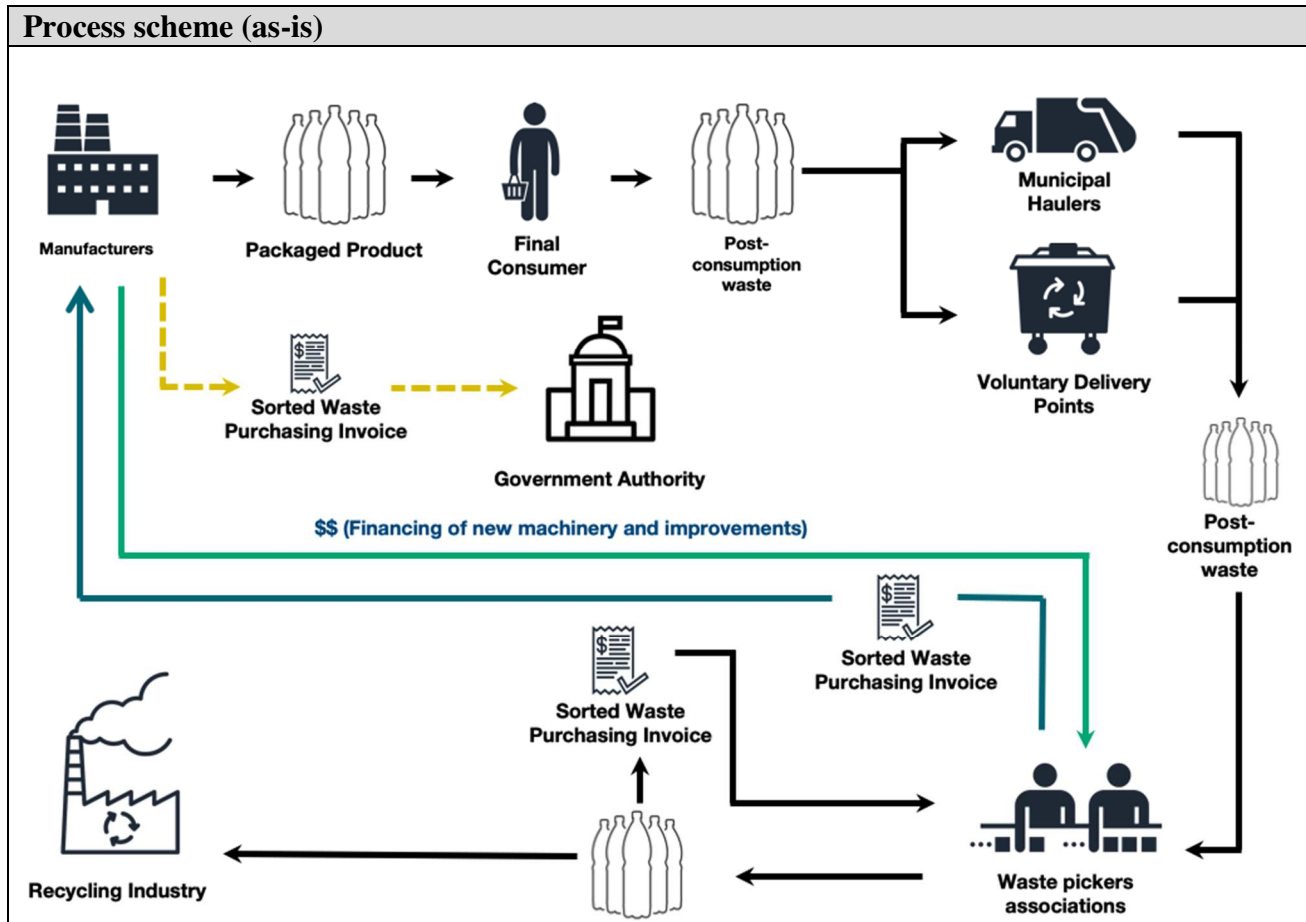 Process scheme (as-is)
Manufacturers
Packaged Product
Final
Consumer
Post-
consumption
waste
Municipal
Haulers
Voluntary Delivery
Points
$
Sorted Waste
Purchasing Invoice
Government Authority
Post-
consumption
waste
$$ (Financing of new machinery and improvements)
$
Sorted Waste
Purchasing Invoice
$
Sorted Waste
Purchasing Invoice
Recycling Industry
Waste pickers
associations